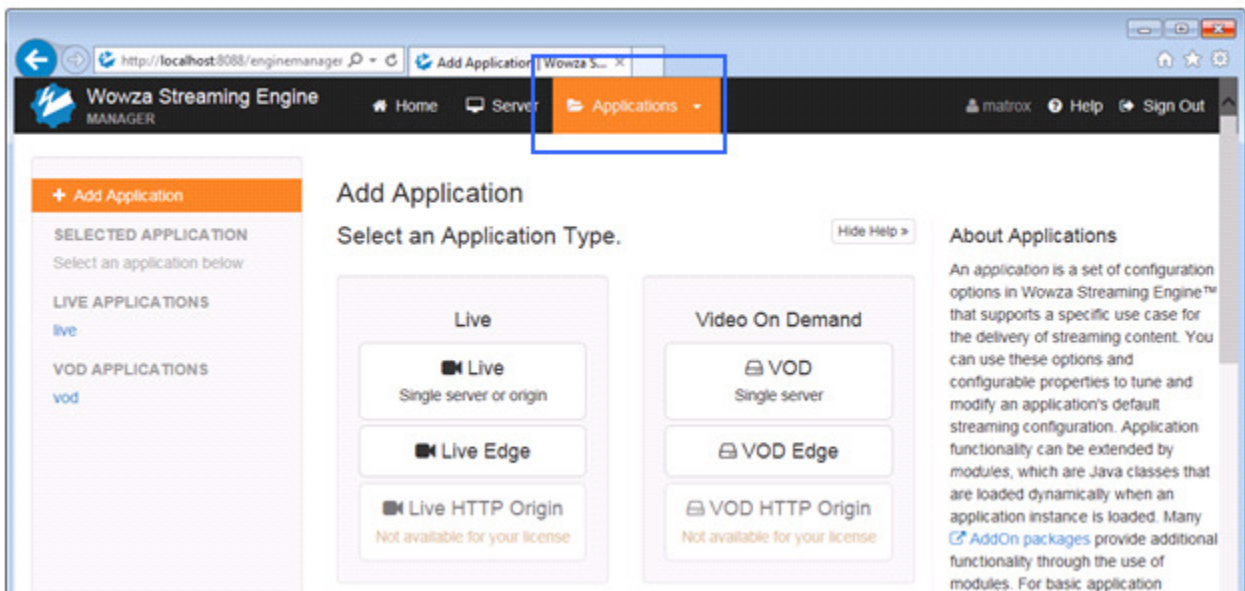 http://localhost:8088/enginemanager
Add Application | Wowza S...
Wowza Streaming Engine
MANAGER
Home
Server
Applications
matrox
Help
Sign Out
+ Add Application
SELECTED APPLICATION
Select an application below
LIVE APPLICATIONS
live
VOD APPLICATIONS
vod
Add Application
Select an Application Type.
Hide Help »
Live
Live
Single server or origin
Live Edge
Live HTTP Origin
Not available for your license
Video On Demand
VOD
Single server
VOD Edge
VOD HTTP Origin
Not available for your license
About Applications
An application is a set of configuration
options in Wowza Streaming Engine™
that supports a specific use case for
the delivery of streaming content. You
can use these options and
configurable properties to tune and
modify an application's default
streaming configuration. Application
functionality can be extended by
modules, which are Java classes that
are loaded dynamically when an
application instance is loaded. Many
AddOn packages provide additional
functionality through the use of
modules. For basic application